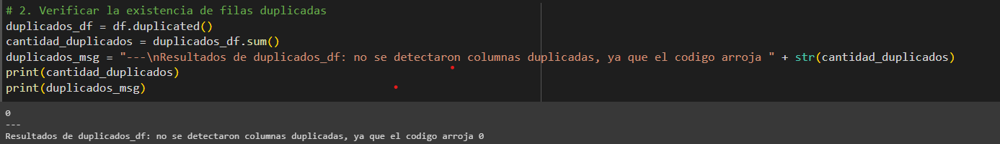 # 2. Verificar la existencia de filas duplicadas
duplicados_df = df.duplicated()
cantidad_duplicados = duplicados_df.sum()
duplicados_msg = "---\nResultados de duplicados_df: no se detectaron columnas duplicadas, ya que el codigo arroja " + str(cantidad_duplicados)
print(cantidad_duplicados)
print(duplicados_msg)
0
---
Resultados de duplicados_df: no se detectaron columnas duplicadas, ya que el codigo arroja 0